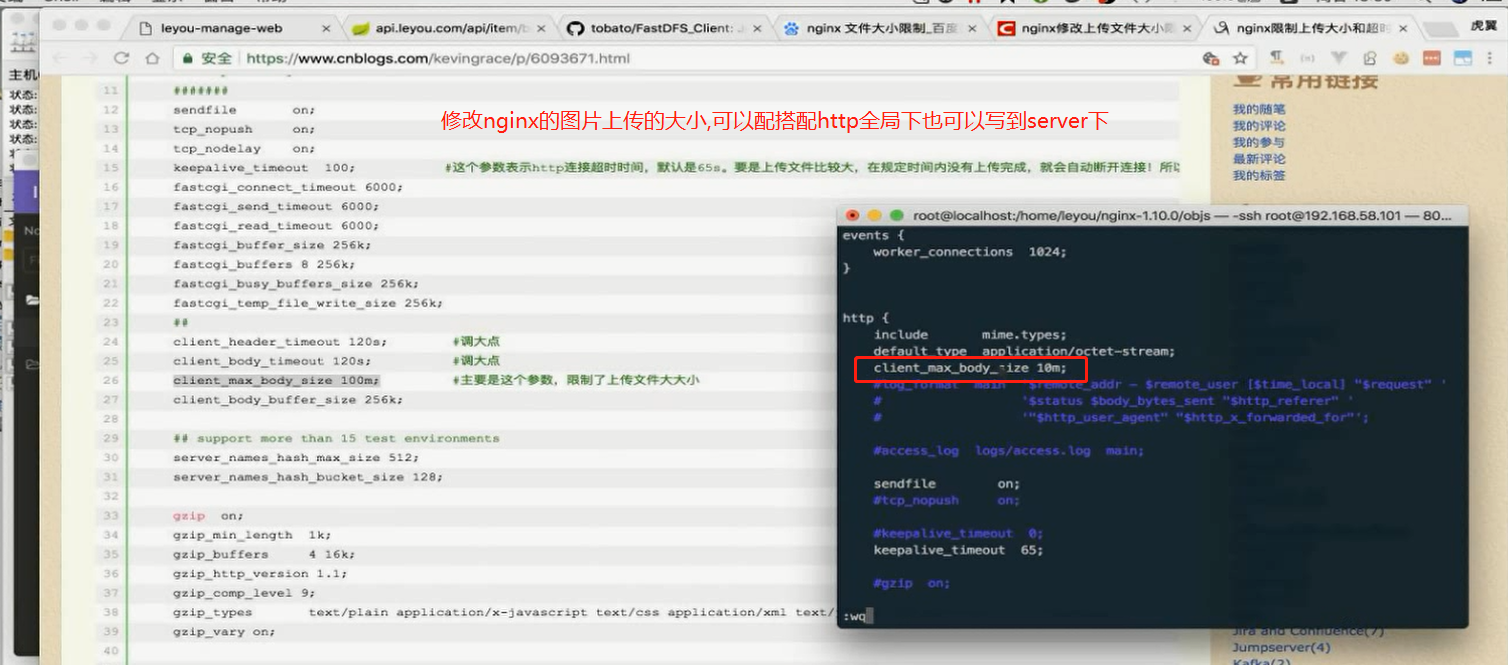 leyou-manage-web
api.leyou.com/api/item/b
tobato/FastDFS_Client:
nginx 文件大小限制_百度
nginx修改上传文件大小
nginx限制上传大小和超时
虎翼
安全 https://www.cnblogs.com/kevingrace/p/6093671.html
主机
状态:
状态:
状态:
状态:
修改nginx的图片上传的大小,可以配搭配http全局下也可以写到server下
11 #######
12 sendfile on;
13 tcp_nopush on;
14 tcp_nodelay on;
15 keepalive_timeout 100; #这个参数表示http连接超时时间，默认是65s。要是上传文件比较大，在规定时间内没有上传完成，就会自动断开连接！所以
16 fastcgi_connect_timeout 6000;
17 fastcgi_send_timeout 6000;
18 fastcgi_read_timeout 6000;
19 fastcgi_buffer_size 256k;
20 fastcgi_buffers 8 256k;
21 fastcgi_busy_buffers_size 256k;
22 fastcgi_temp_file_write_size 256k;
23 ##
24 client_header_timeout 120s; #调大点
25 client_body_timeout 120s; #调大点
26 client_max_body_size 100m; #主要是这个参数，限制了上传文件大大小
27 client_body_buffer_size 256k;
28
29 ## support more than 15 test environments
30 server_names_hash_max_size 512;
31 server_names_hash_bucket_size 128;
32
33 gzip on;
34 gzip_min_length 1k;
35 gzip_buffers 4 16k;
36 gzip_http_version 1.1;
37 gzip_comp_level 9;
38 gzip_types text/plain application/x-javascript text/css application/xml text/
39 gzip_vary on;
40
常用链接
我的随笔
我的评论
我的参与
最新评论
我的标签
root@localhost:/home/leyou/nginx-1.10.0/objs — -ssh root@192.168.58.101 — 80...
events {
worker_connections 1024;
}
http {
include mime.types;
default_type application/octet-stream;
client_max_body_size 10m;
#log_format main '$remote_addr - $remote_user [$time_local] "$request" '
# '$status $body_bytes_sent "$http_referer" '
# '"$http_user_agent" "$http_x_forwarded_for"';
#access_log logs/access.log main;
sendfile on;
#tcp_nopush on;
#keepalive_timeout 0;
keepalive_timeout 65;
#gzip on;
:wq
Jira and Confluence(7)
Jumpserver(4)
Kafka(2)